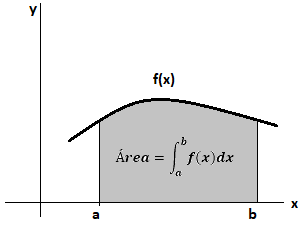 y
f(x)
Área = ∫_a^b f(x)dx
x
a
b